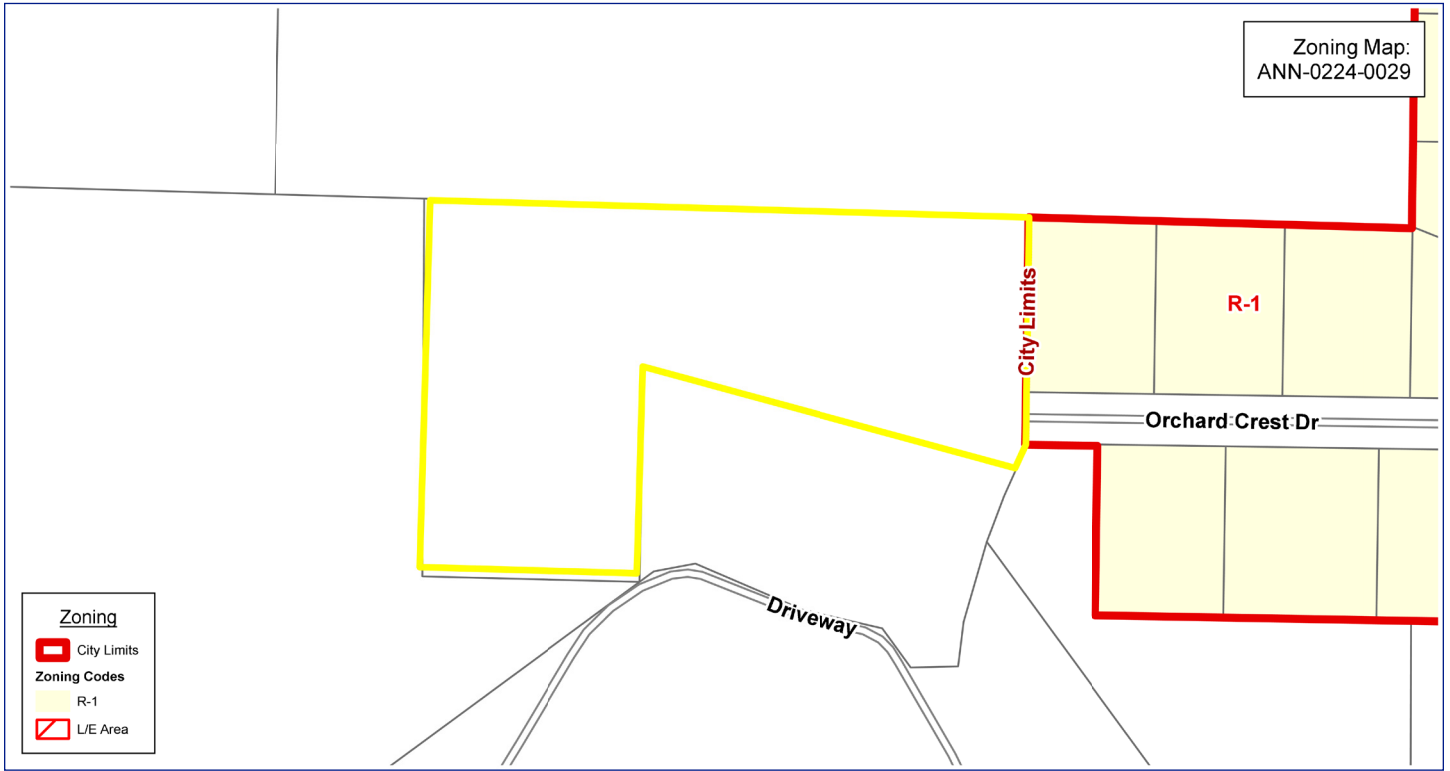 Zoning Map:
ANN-0224-0029
City Limits
R-1
Orchard Crest Dr
Driveway
Zoning
City Limits
Zoning Codes
R-1
L/E Area